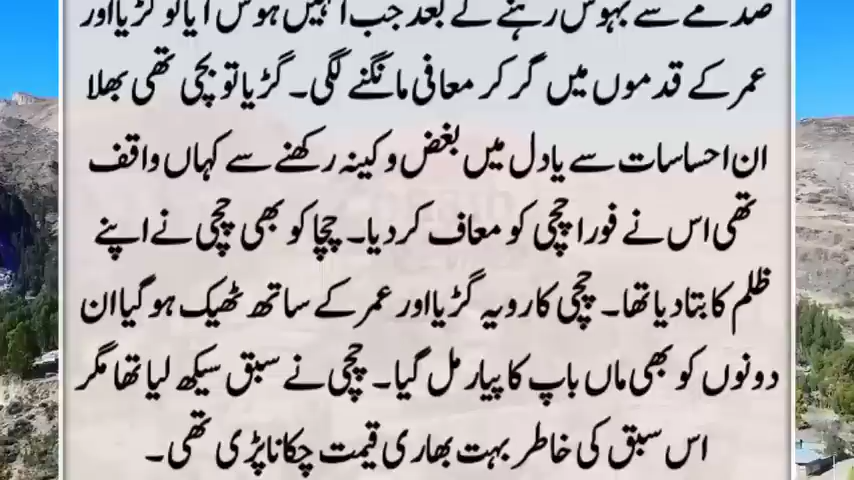 صدمے سے بہوش رہنے کے بعد جب انہیں ہوش آیا تو گڑیا اور
عمر کے قدموں میں گر کر معافی مانگنے لگی۔ گڑیا تو بچی تھی بھلا
ان احساسات سے یا دل میں بغض و کینہ رکھنے سے کہاں واقف
تھی اس نے فورا چچی کو معاف کر دیا۔ چچا کو بھی چچی نے اپنے
ظلم کا بتا دیا تھا۔ چچی کا رویہ گڑیا اور عمر کے ساتھ ٹھیک ہو گیا ان
دونوں کو بھی ماں باپ کا پیار مل گیا۔ چچی نے سبق سیکھ لیا تھا مگر
اس سبق کی خاطر بہت بھاری قیمت چکانا پڑی تھی۔